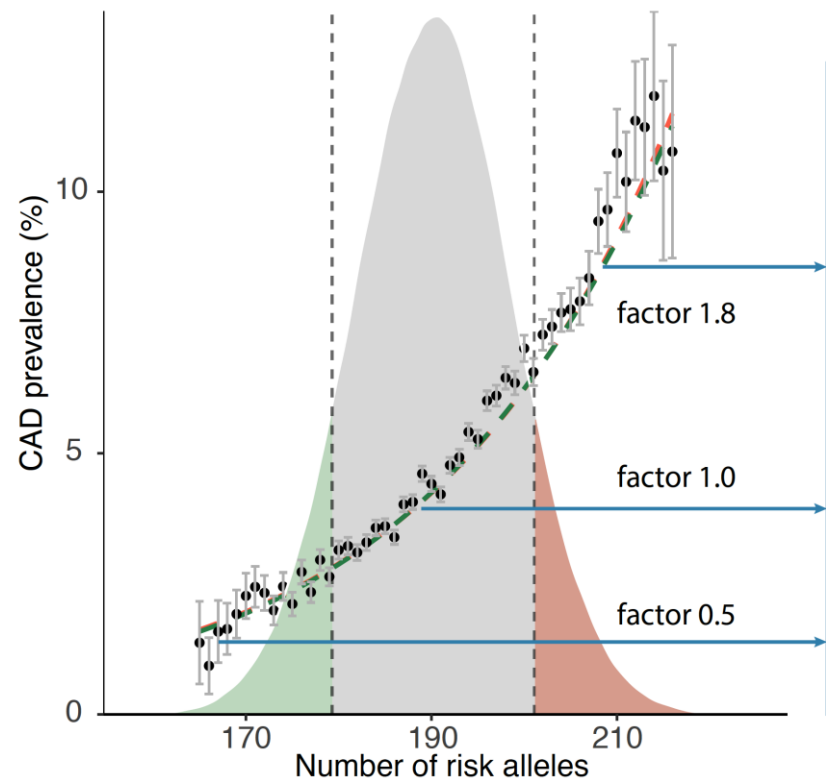 10
5
0
CAD prevalence (%)
factor 1.8
factor 1.0
factor 0.5
170 190 210
Number of risk alleles